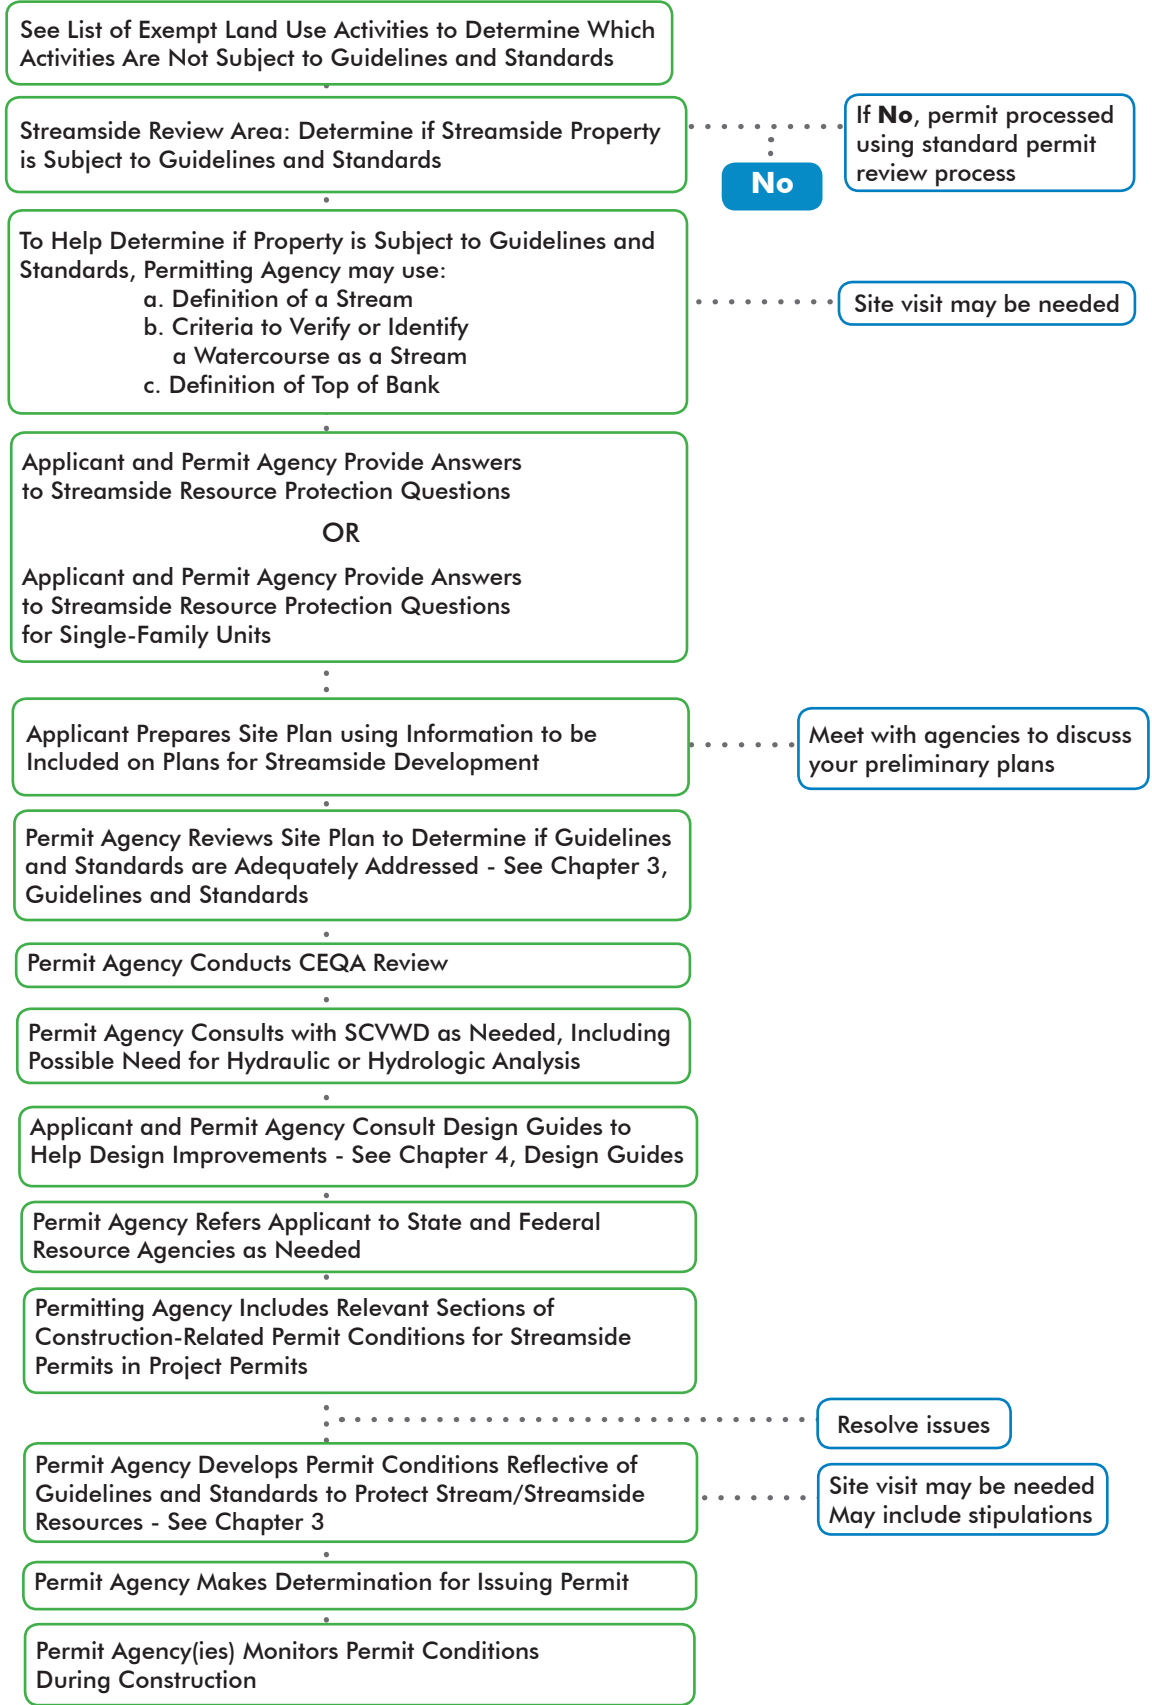 See List of Exempt Land Use Activities to Determine Which
Activities Are Not Subject to Guidelines and Standards
Streamside Review Area: Determine if Streamside Property
is Subject to Guidelines and Standards
No
If No, permit processed
using standard permit
review process
To Help Determine if Property is Subject to Guidelines and
Standards, Permitting Agency may use:
a. Definition of a Stream
b. Criteria to Verify or Identify
a Watercourse as a Stream
c. Definition of Top of Bank
Site visit may be needed
Applicant and Permit Agency Provide Answers
to Streamside Resource Protection Questions
OR
Applicant and Permit Agency Provide Answers
to Streamside Resource Protection Questions
for Single-Family Units
Applicant Prepares Site Plan using Information to be
Included on Plans for Streamside Development
Meet with agencies to discuss
your preliminary plans
Permit Agency Reviews Site Plan to Determine if Guidelines
and Standards are Adequately Addressed - See Chapter 3,
Guidelines and Standards
Permit Agency Conducts CEQA Review
Permit Agency Consults with SCVWD as Needed, Including
Possible Need for Hydraulic or Hydrologic Analysis
Applicant and Permit Agency Consult Design Guides to
Help Design Improvements - See Chapter 4, Design Guides
Permit Agency Refers Applicant to State and Federal
Resource Agencies as Needed
Permitting Agency Includes Relevant Sections of
Construction-Related Permit Conditions for Streamside
Permits in Project Permits
Resolve issues
Permit Agency Develops Permit Conditions Reflective of
Guidelines and Standards to Protect Stream/Streamside
Resources - See Chapter 3
Site visit may be needed
May include stipulations
Permit Agency Makes Determination for Issuing Permit
Permit Agency(ies) Monitors Permit Conditions
During Construction